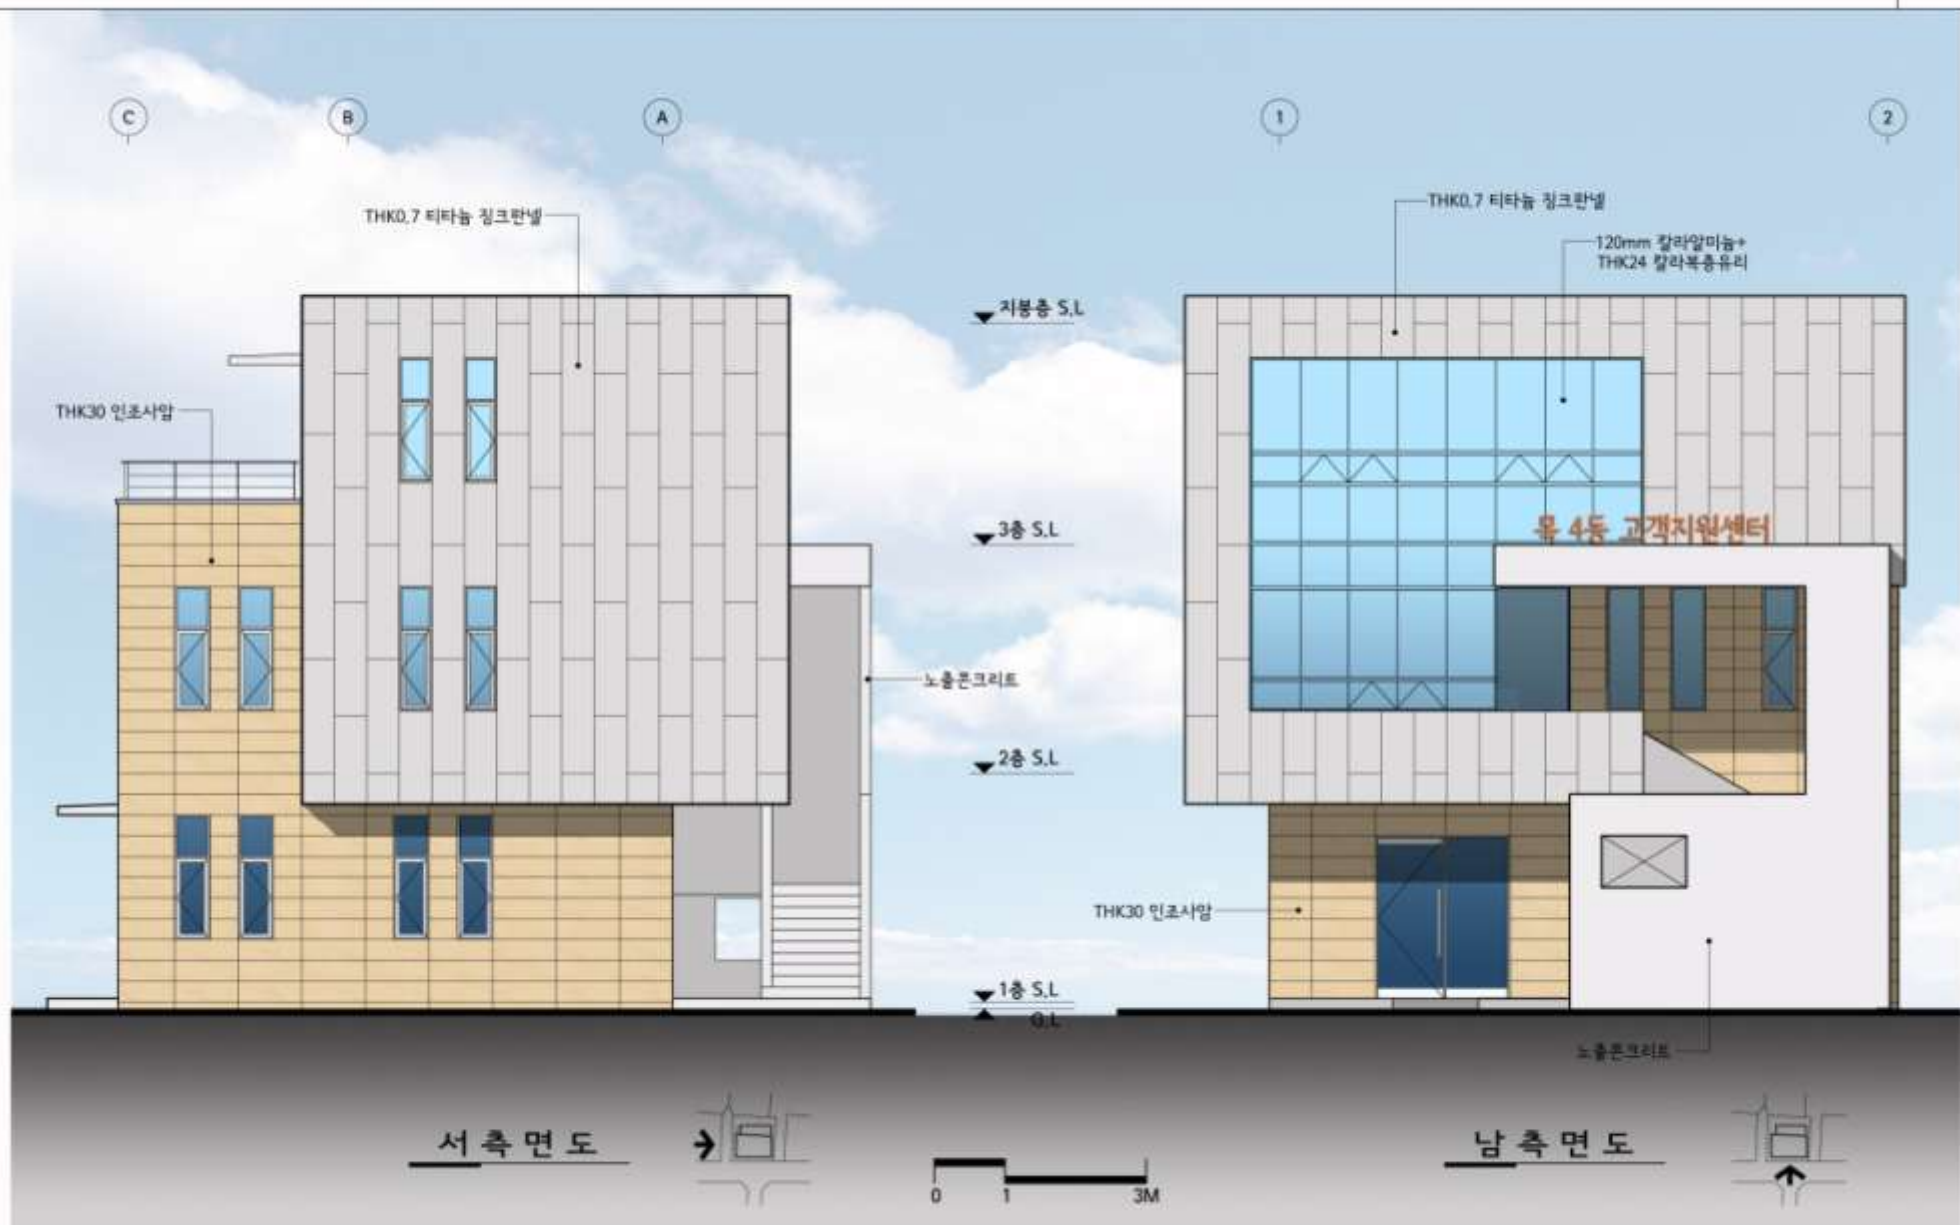 C
B
A
1
2
THK0.7 티타늄 징크판넬
THK0.7 티타늄 징크판넬
120mm 칼라알미늄+
THK24 칼라복층유리
지붕층 S.L
THK30 인조사암
3층 S.L
목 4동 고객지원센터
노출콘크리트
2층 S.L
THK30 인조사암
1층 S.L
G.L
노출콘크리트
서측면도
남측면도
0
1
3M